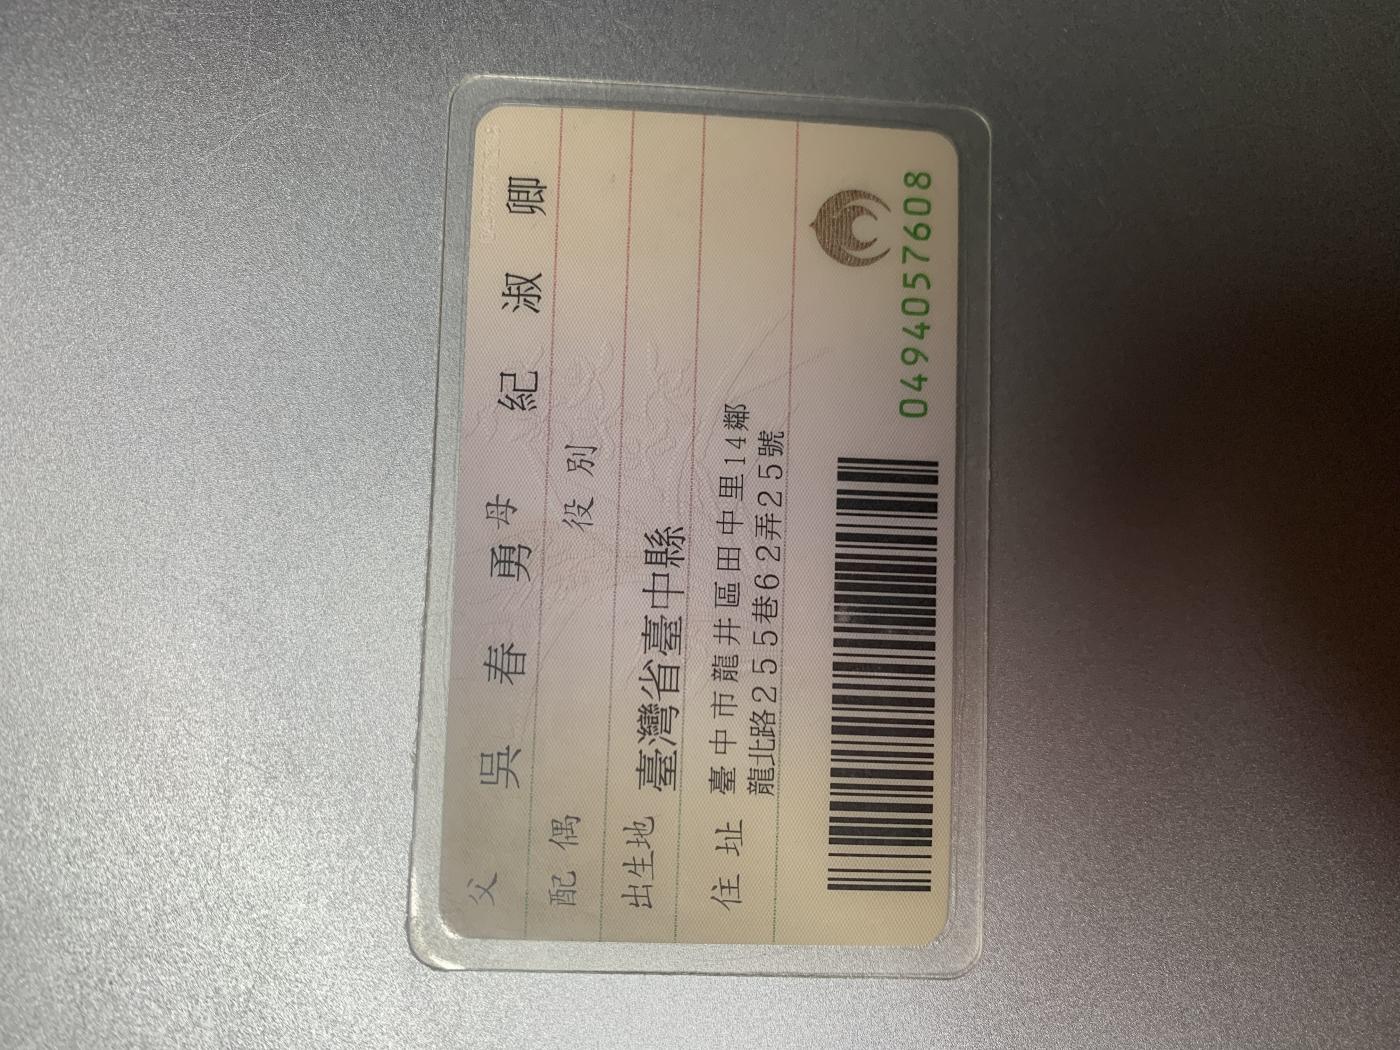 父 吳春勇 母 紀淑卿
配偶 役別
出生地 臺灣省臺中縣
住址 臺中市龍井區田中里14鄰
龍北路255巷62弄25號
0494057608